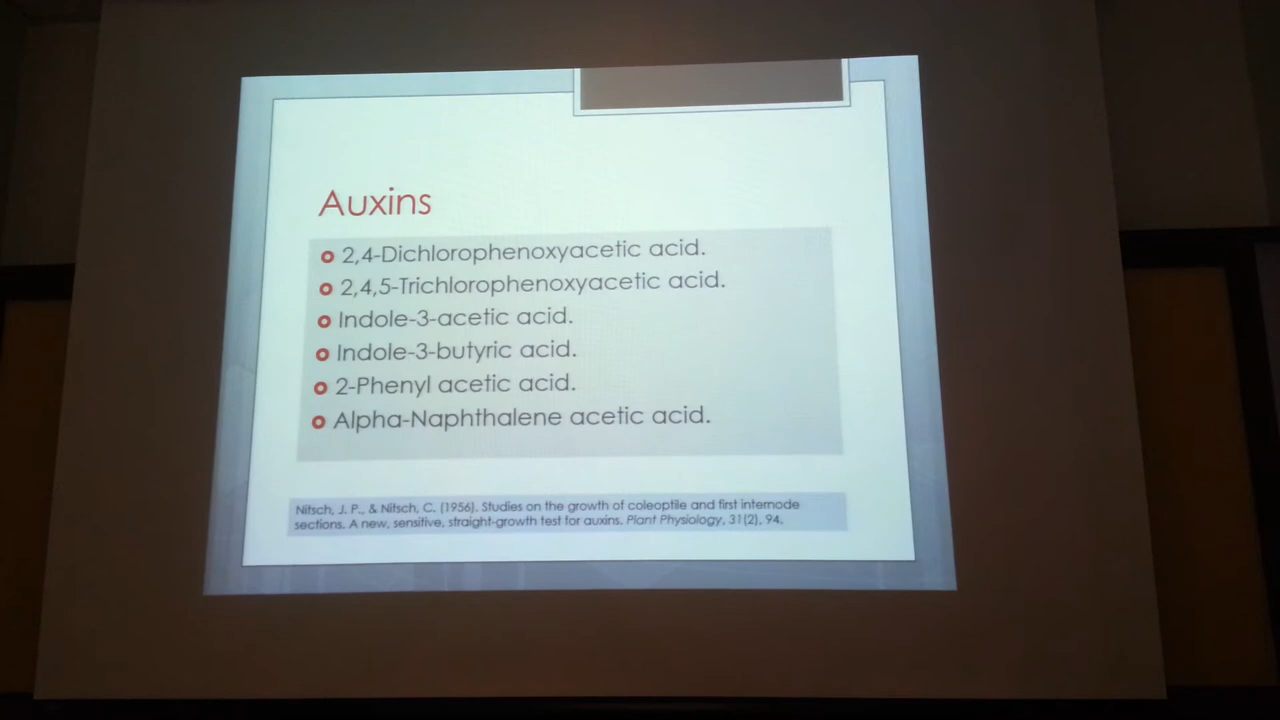 Auxins
2,4-Dichlorophenoxyacetic acid.
2,4,5-Trichlorophenoxyacetic acid.
Indole-3-acetic acid.
Indole-3-butyric acid.
2-Phenyl acetic acid.
Alpha-Naphthalene acetic acid.
Nitsch, J. P., & Nitsch, C. (1956). Studies on the growth of coleoptile and first internode
sections. A new, sensitive, straight-growth test for auxins. Plant Physiology, 31(2), 94.